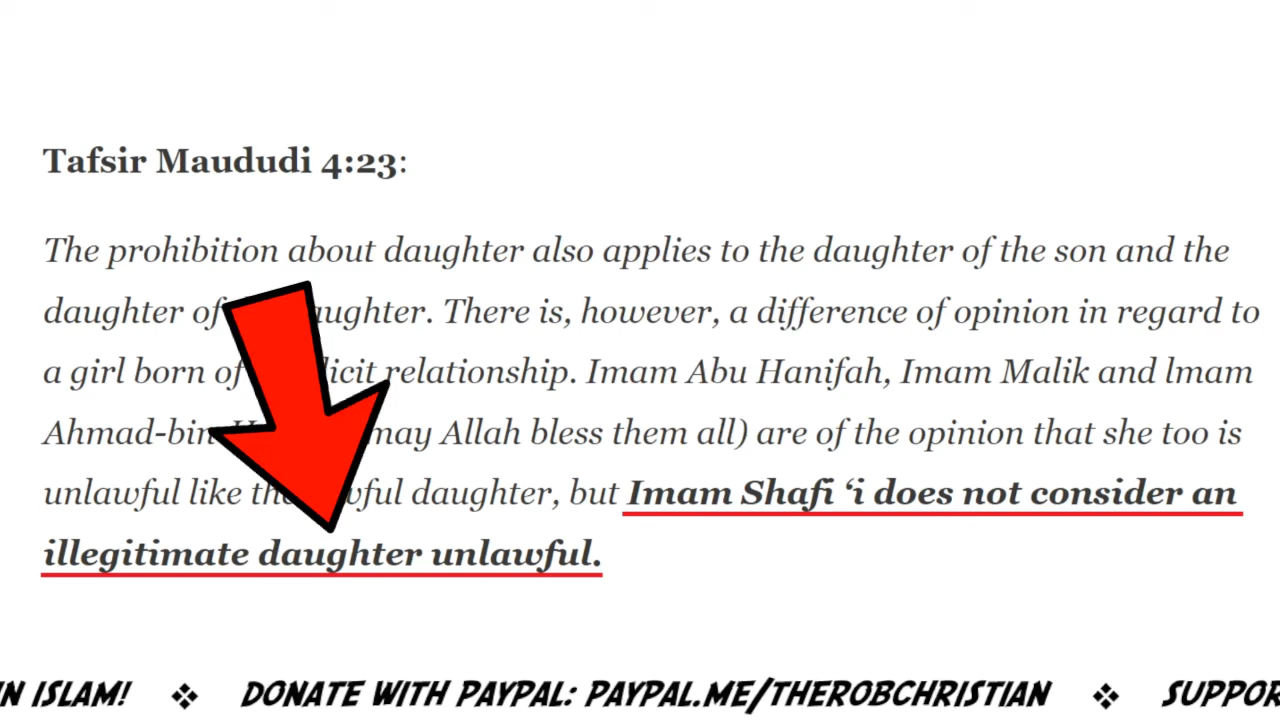 Tafsir Maududi 4:23:
The prohibition about daughter also applies to the daughter of the son and the
daughter of aughter. There is, however, a difference of opinion in regard to
a girl born of licit relationship. Imam Abu Hanifah, Imam Malik and lmam
Ahmad-bin may Allah bless them all) are of the opinion that she too is
unlawful like the wful daughter, but Imam Shafi ‘i does not consider an
illegitimate daughter unlawful.
IN ISLAM! ❖ DONATE WITH PAYPAL: PAYPAL.ME/THEROBCHRISTIAN ❖ SUPPOR